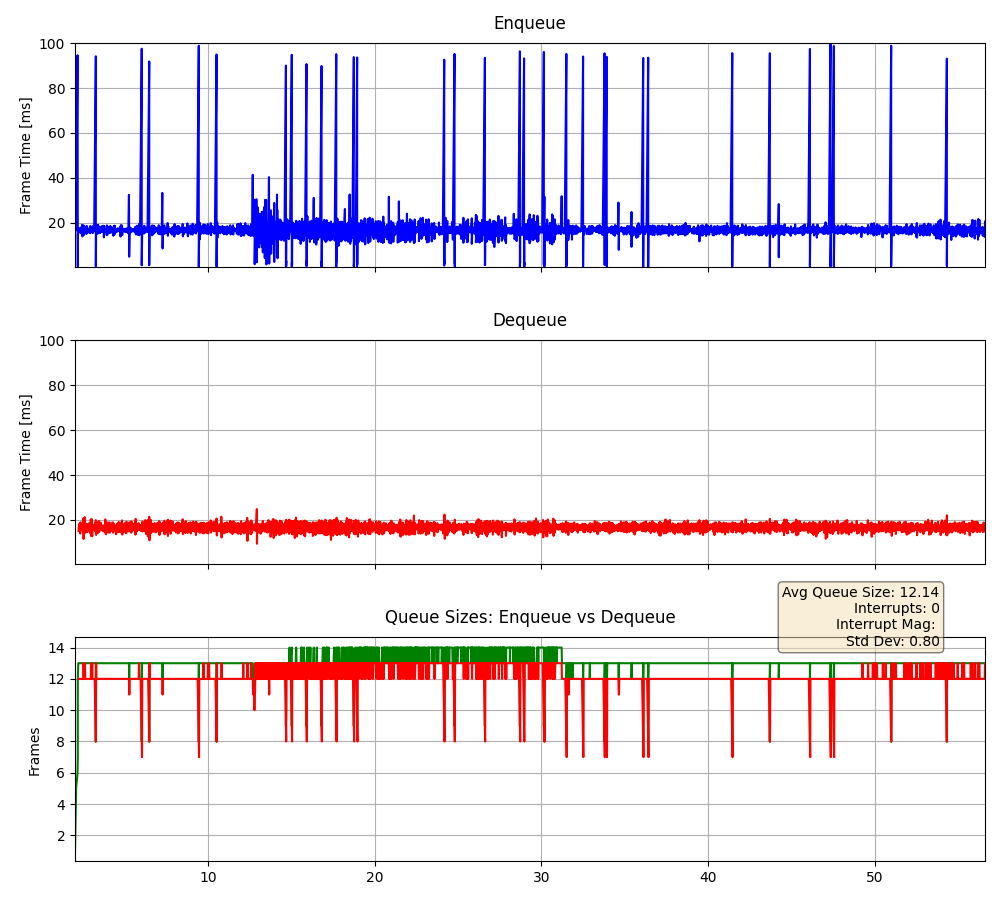 Enqueue
100
80
60
40
20
Frame Time [ms]
Dequeue
100
80
60
40
20
Frame Time [ms]
Avg Queue Size: 12.14
Interrupts: 0
Interrupt Mag:
Std Dev: 0.80
Queue Sizes: Enqueue vs Dequeue
14
12
10
8
6
4
2
Frames
10 20 30 40 50